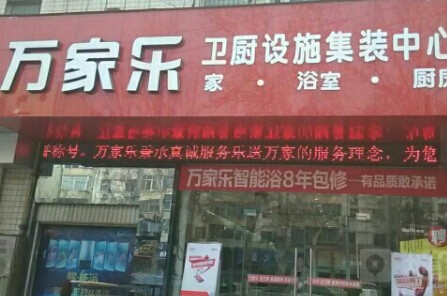 万家乐
卫厨设施集装中心
家·浴室·厨房
称号。万家乐秉承真诚服务乐送万家的服务理念，为您
万家乐智能浴8年包修—有品质敢承诺